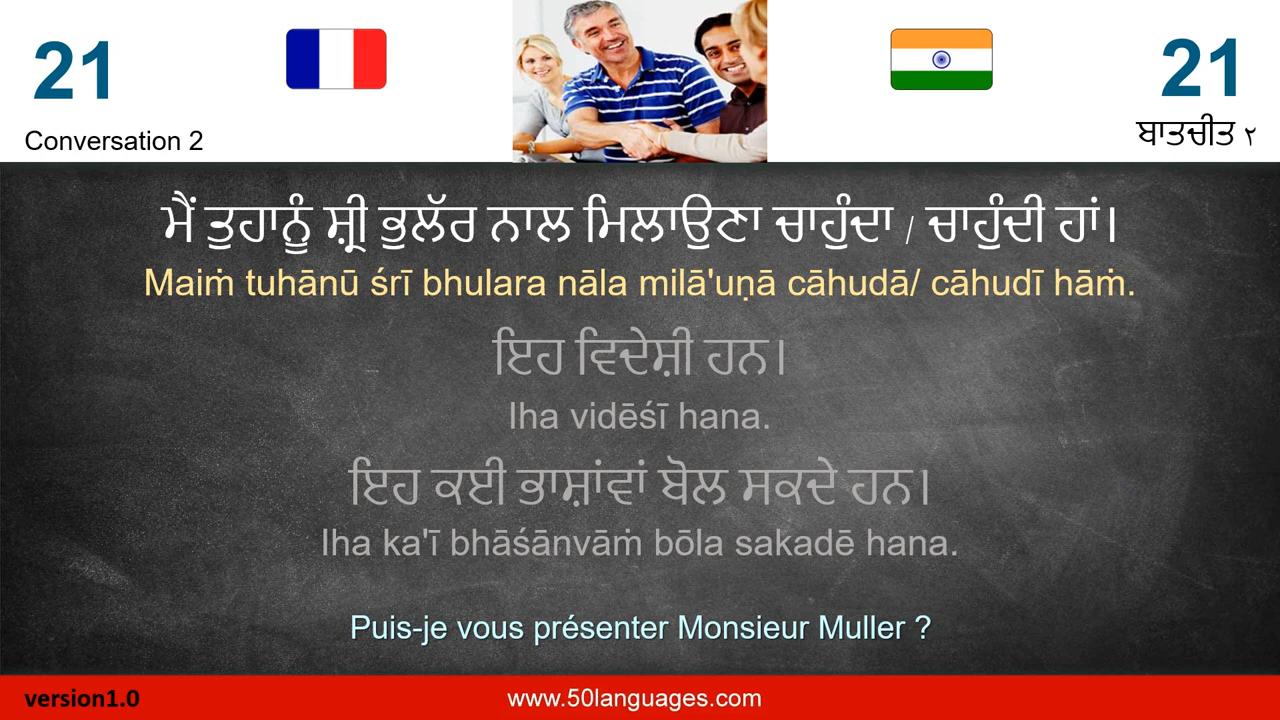 21
21
Conversation 2
ਬਾਤਚੀਤ ੨
ਮੈਂ ਤੁਹਾਨੂੰ ਸ਼੍ਰੀ ਭੁਲੱਰ ਨਾਲ ਮਿਲਾਉਣਾ ਚਾਹੁੰਦਾ / ਚਾਹੁੰਦੀ ਹਾਂ।
Maiṁ tuhānū śrī bhulara nāla milā'uṇā cāhudā/ cāhudī hāṁ.
ਇਹ ਵਿਦੇਸ਼ੀ ਹਨ।
Iha vidēśī hana.
ਇਹ ਕਈ ਭਾਸ਼ਾਂਵਾਂ ਬੋਲ ਸਕਦੇ ਹਨ।
Iha ka'ī bhāśānvāṁ bōla sakadē hana.
Puis-je vous présenter Monsieur Muller ?
version1.0
www.50languages.com